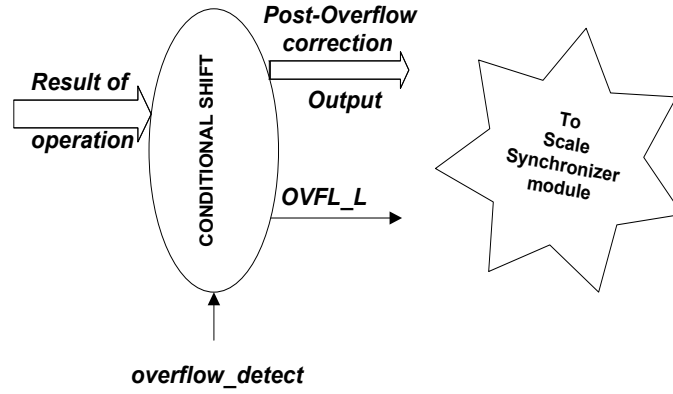 Post-Overflow
correction
Result of
operation
CONDITIONAL SHIFT
Output
To
Scale
Synchronizer
module
OVFL_L
overflow_detect